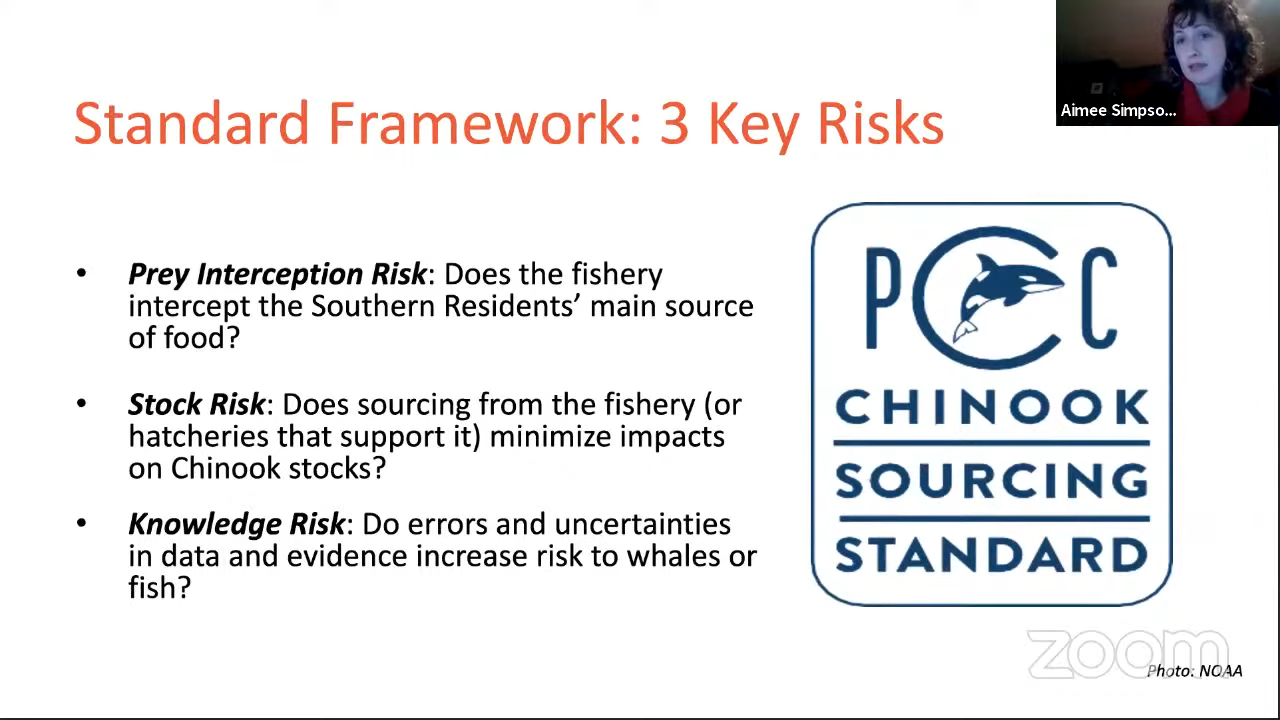 Aimee Simpso...
Standard Framework: 3 Key Risks
• Prey Interception Risk: Does the fishery
intercept the Southern Residents’ main source
of food?
• Stock Risk: Does sourcing from the fishery (or
hatcheries that support it) minimize impacts
on Chinook stocks?
• Knowledge Risk: Do errors and uncertainties
in data and evidence increase risk to whales or
fish?
PCC
CHINOOK
SOURCING
STANDARD
zoom
Photo: NOAA